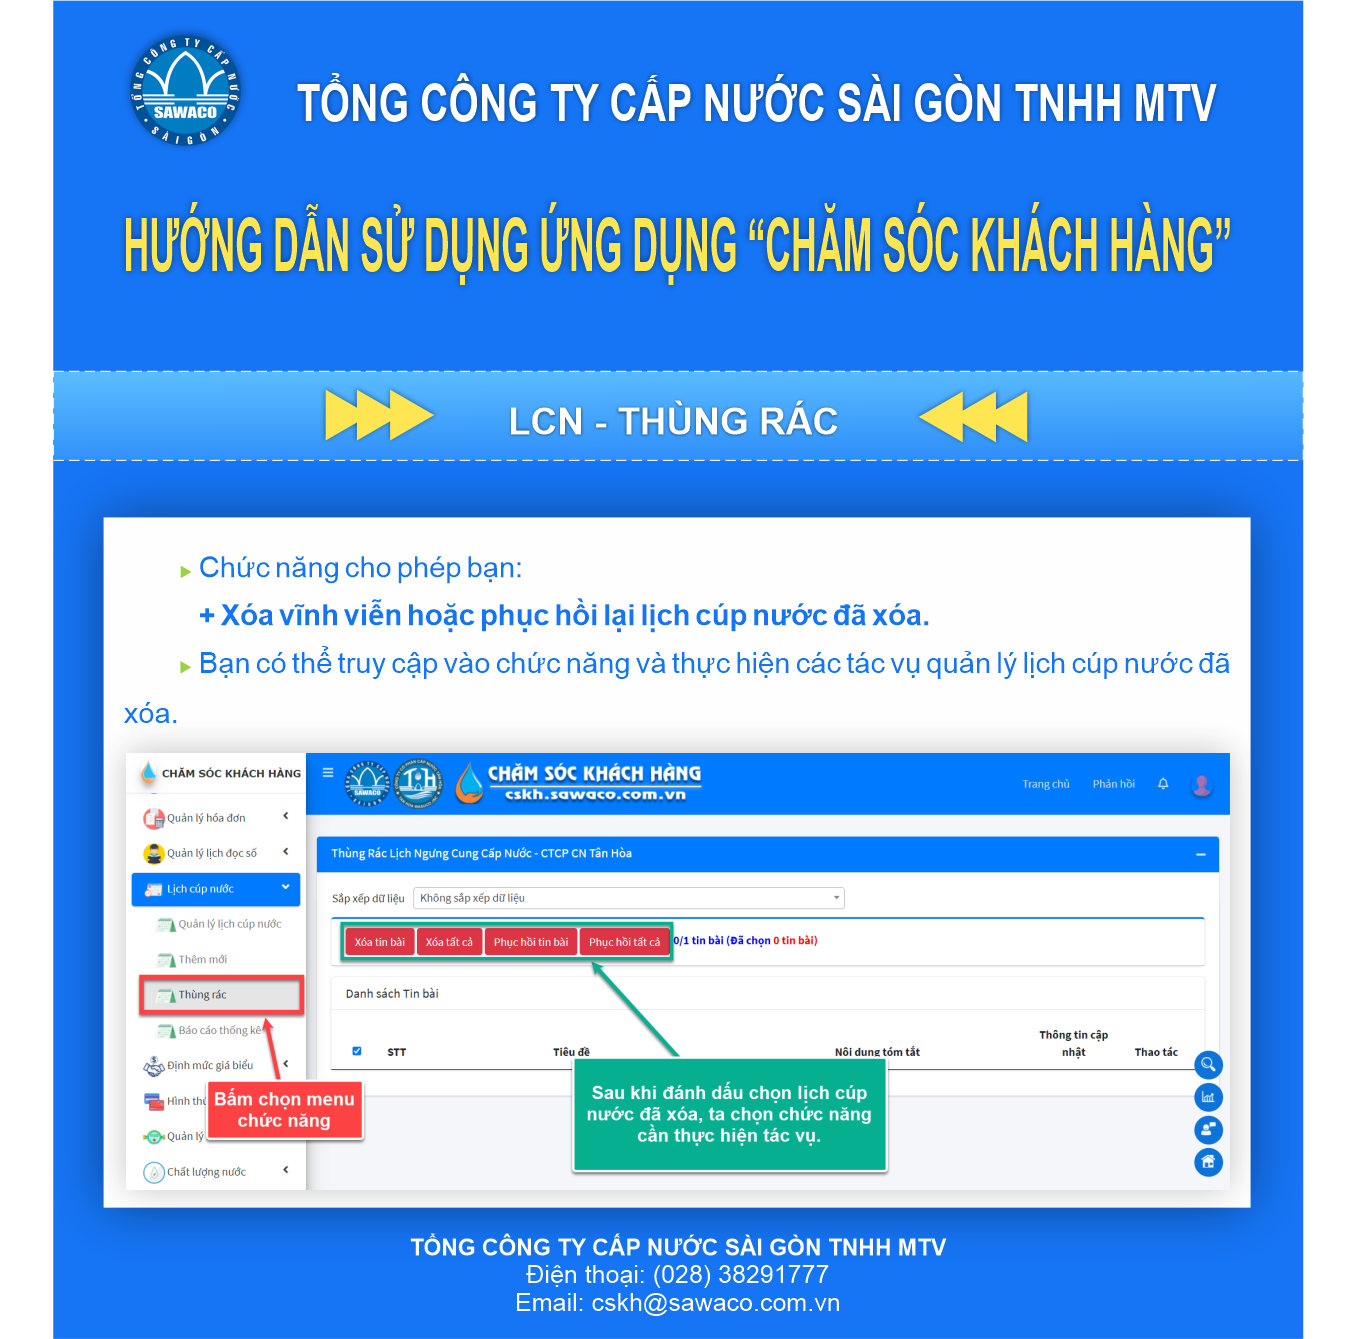 TỔNG CÔNG TY CẤP NƯỚC
SAWACO
SÀI GÒN
TỔNG CÔNG TY CẤP NƯỚC SÀI GÒN TNHH MTV
HƯỚNG DẪN SỬ DỤNG ỨNG DỤNG “CHĂM SÓC KHÁCH HÀNG”
LCN - THÙNG RÁC
Chức năng cho phép bạn:
+ Xóa vĩnh viễn hoặc phục hồi lại lịch cúp nước đã xóa.
Bạn có thể truy cập vào chức năng và thực hiện các tác vụ quản lý lịch cúp nước đã
xóa.
CHĂM SÓC KHÁCH HÀNG
SAWACO
CHĂM SÓC KHÁCH HÀNG
cskh.sawaco.com.vn
Trang chủ
Phản hồi
Quản lý hóa đơn
Quản lý lịch đọc số
Lịch cúp nước
Quản lý lịch cúp nước
Thêm mới
Thùng rác
Báo cáo thống kê
Định mức giá biểu
Hình thứ
Quản lý
Chất lượng nước
Bấm chọn menu
chức năng
Thùng Rác Lịch Ngưng Cung Cấp Nước - CTCP CN Tân Hòa
Sắp xếp dữ liệu
Không sắp xếp dữ liệu
Xóa tin bài
Xóa tất cả
Phục hồi tin bài
Phục hồi tất cả
0/1 tin bài (Đã chọn 0 tin bài)
Danh sách Tin bài
STT
Tiêu đề
Nội dung tóm tắt
Thông tin cập
nhật
Thao tác
Sau khi đánh dấu chọn lịch cúp
nước đã xóa, ta chọn chức năng
cần thực hiện tác vụ.
TỔNG CÔNG TY CẤP NƯỚC SÀI GÒN TNHH MTV
Điện thoại: (028) 38291777
Email: cskh@sawaco.com.vn